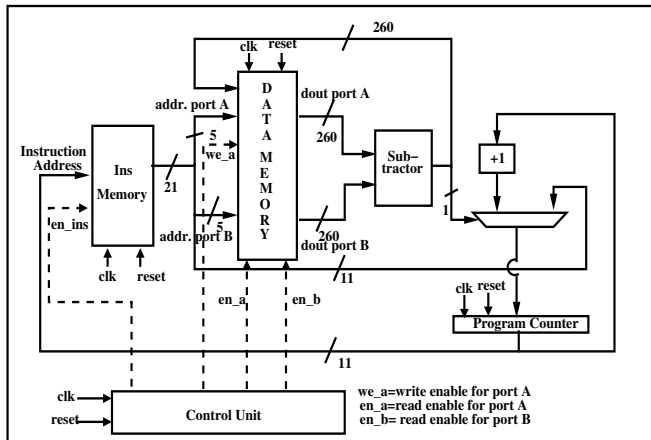 260
clk
reset
D
A
T
A
M
E
M
O
R
Y
addr. port A
dout port A
5
260
we_a
Instruction
Address
Ins
Memory
21
Sub-
tractor
+1
1
en_ins
5
addr. port B
260
dout port B
clk
reset
11
en_a
en_b
clk
reset
Program Counter
11
clk
reset
Control Unit
we_a=write enable for port A
en_a=read enable for port A
en_b= read enable for port B